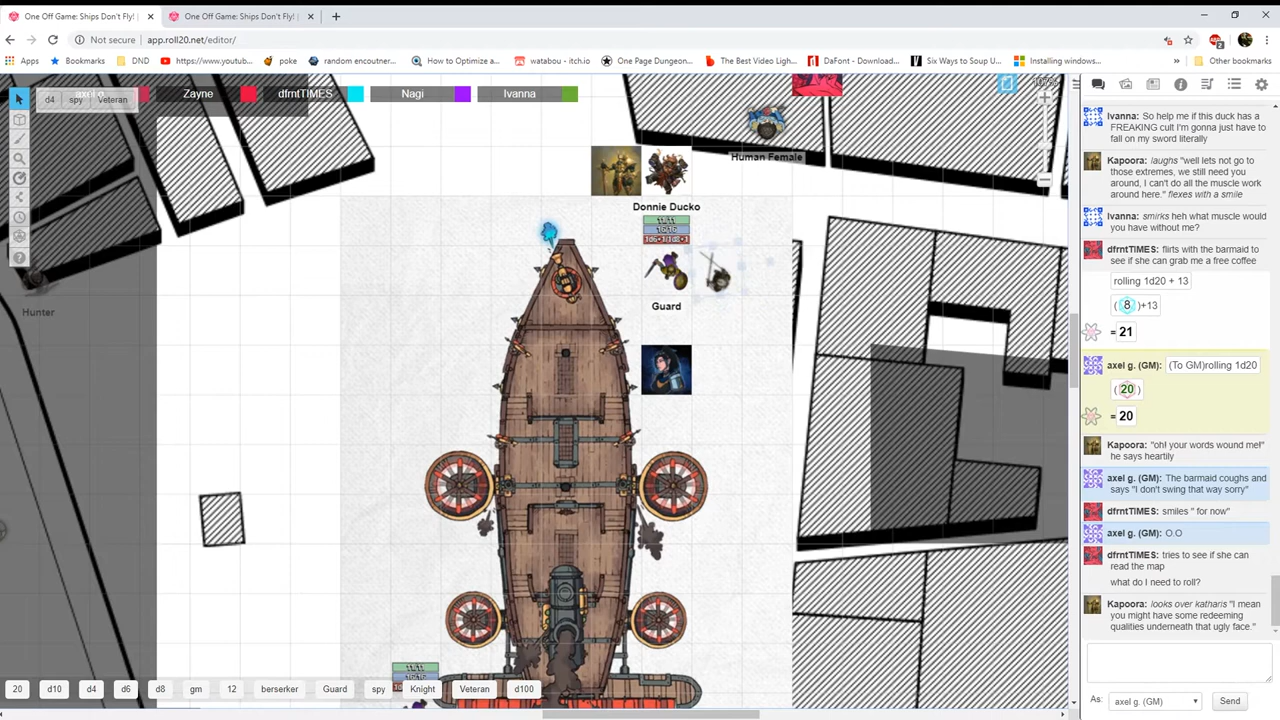 One Off Game: Ships Don't Fly! |
One Off Game: Ships Don't Fly! |
Not secure
app.roll20.net/editor/
Apps
Bookmarks
DND
https://www.youtub...
poke
random encoutner...
How to Optimize a...
watabou - itch.io
One Page Dungeon...
The Best Video Ligh...
DaFont - Downloa...
Six Ways to Soup U...
Installing windows...
»
Other bookmarks
d4
spy
Veteran
Zayne
dfrntTIMES
Nagi
Ivanna
Human Female
Donnie Ducko
11/11
16/16
Guard
Hunter
11/11
20
d10
d4
d6
d8
gm
12
berserker
Guard
spy
Knight
Veteran
d100
Ivanna: So help me if this duck has a
FREAKING cult I'm gonna just have to
fall on my sword literally
Kapoora: laughs "well lets not go to
those extremes, we still need you
around, I can't do all the muscle work
around here." flexes with a smile
Ivanna: smirks heh what muscle would
you have without me?
dfrntTIMES: flirts with the barmaid to
see if she can grab me a free coffee
rolling 1d20 + 13
( 8 )+13
= 21
axel g. (GM): (To GM)rolling 1d20
( 20 )
= 20
Kapoora: "oh! your words wound me!"
he says heartily
axel g. (GM): The barmaid coughs and
says "I don't swing that way sorry"
dfrntTIMES: smiles " for now"
axel g. (GM): O.O
dfrntTIMES: tries to see if she can
read the map
what do I need to roll?
Kapoora: looks over katharis "I mean
you might have some redeeming
qualities underneath that ugly face."
As:
axel g. (GM)
Send